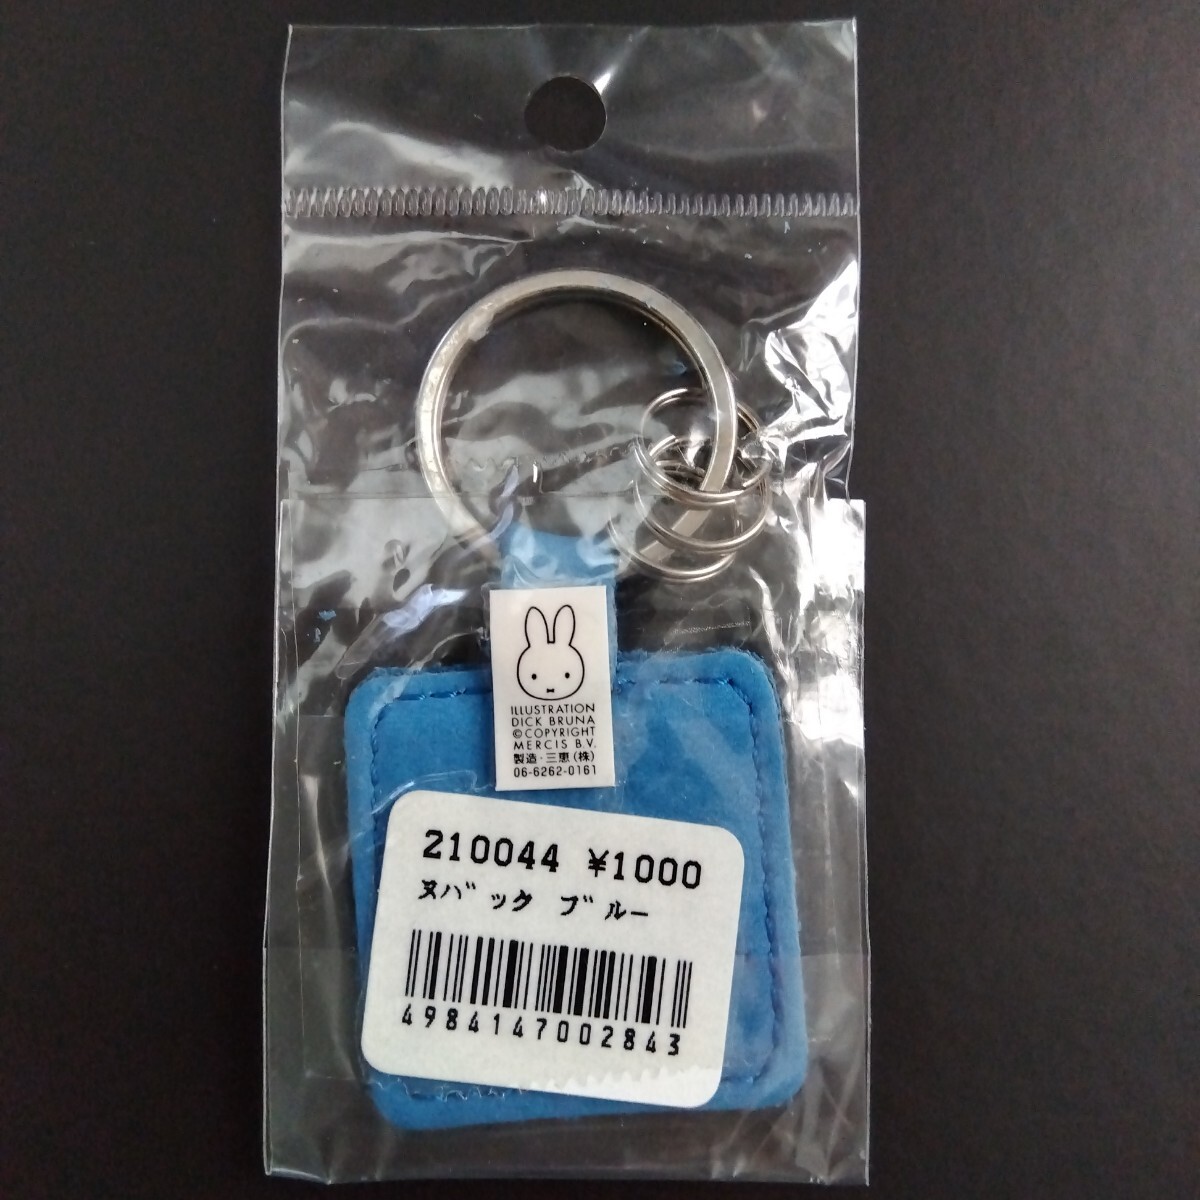 ILLUSTRATION
DICK BRUNA
©COPYRIGHT
MERCIS B.V.
製造・三恵(株)
06-6262-0161
210044 ¥1000
ヌバック ブルー
4984147002843